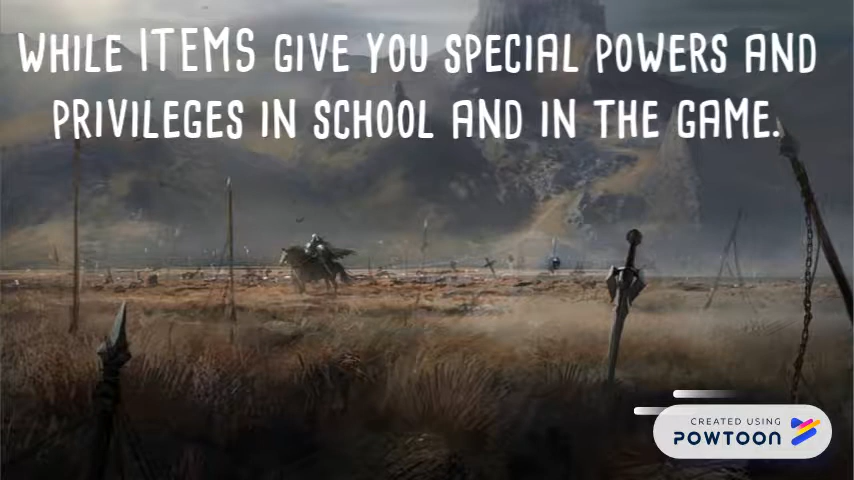 WHILE ITEMS GIVE YOU SPECIAL POWERS AND
PRIVILEGES IN SCHOOL AND IN THE GAME.
CREATED USING
POWTOON